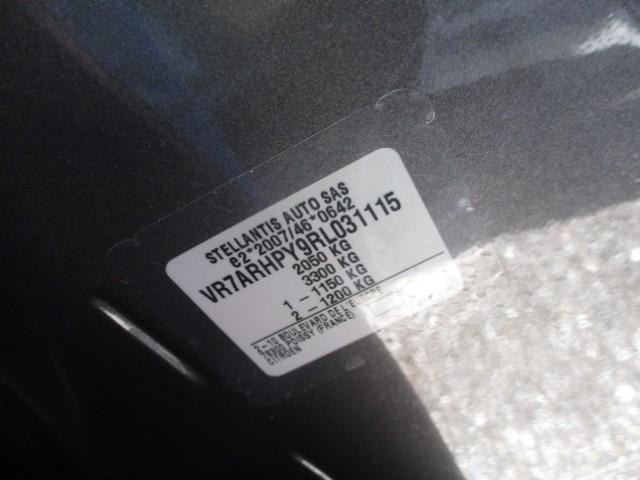 STELLANTIS AUTO SAS
e2*2007/46*0642
VR7ARHPY9RL031115
2050 KG
3300 KG
1 – 1150 KG
2 – 1200 KG
2–10 BOULEVARD DE L'EUROPE
78300 POISSY (FRANCE)
CITROEN